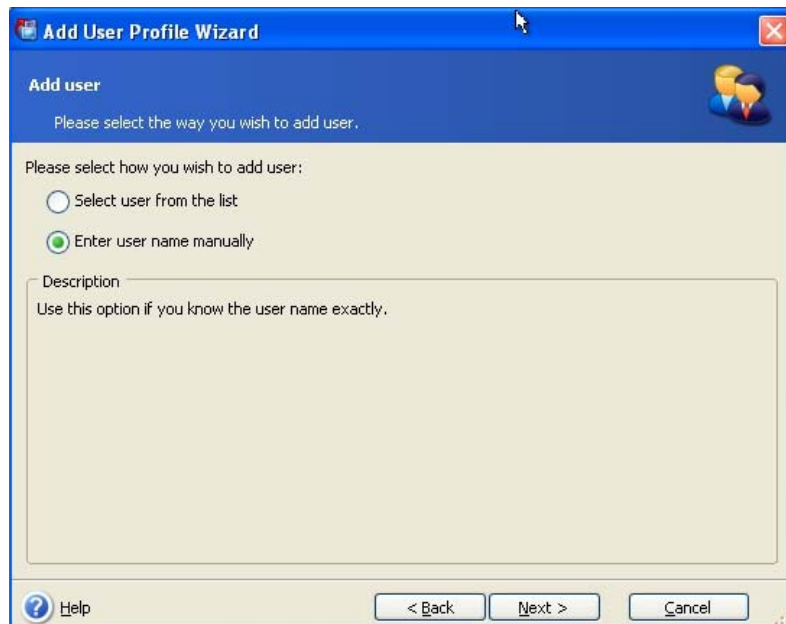 Add User Profile Wizard
Add user
Please select the way you wish to add user.
Please select how you wish to add user:
Select user from the list
Enter user name manually
Description
Use this option if you know the user name exactly.
Help
< Back
Next >
Cancel